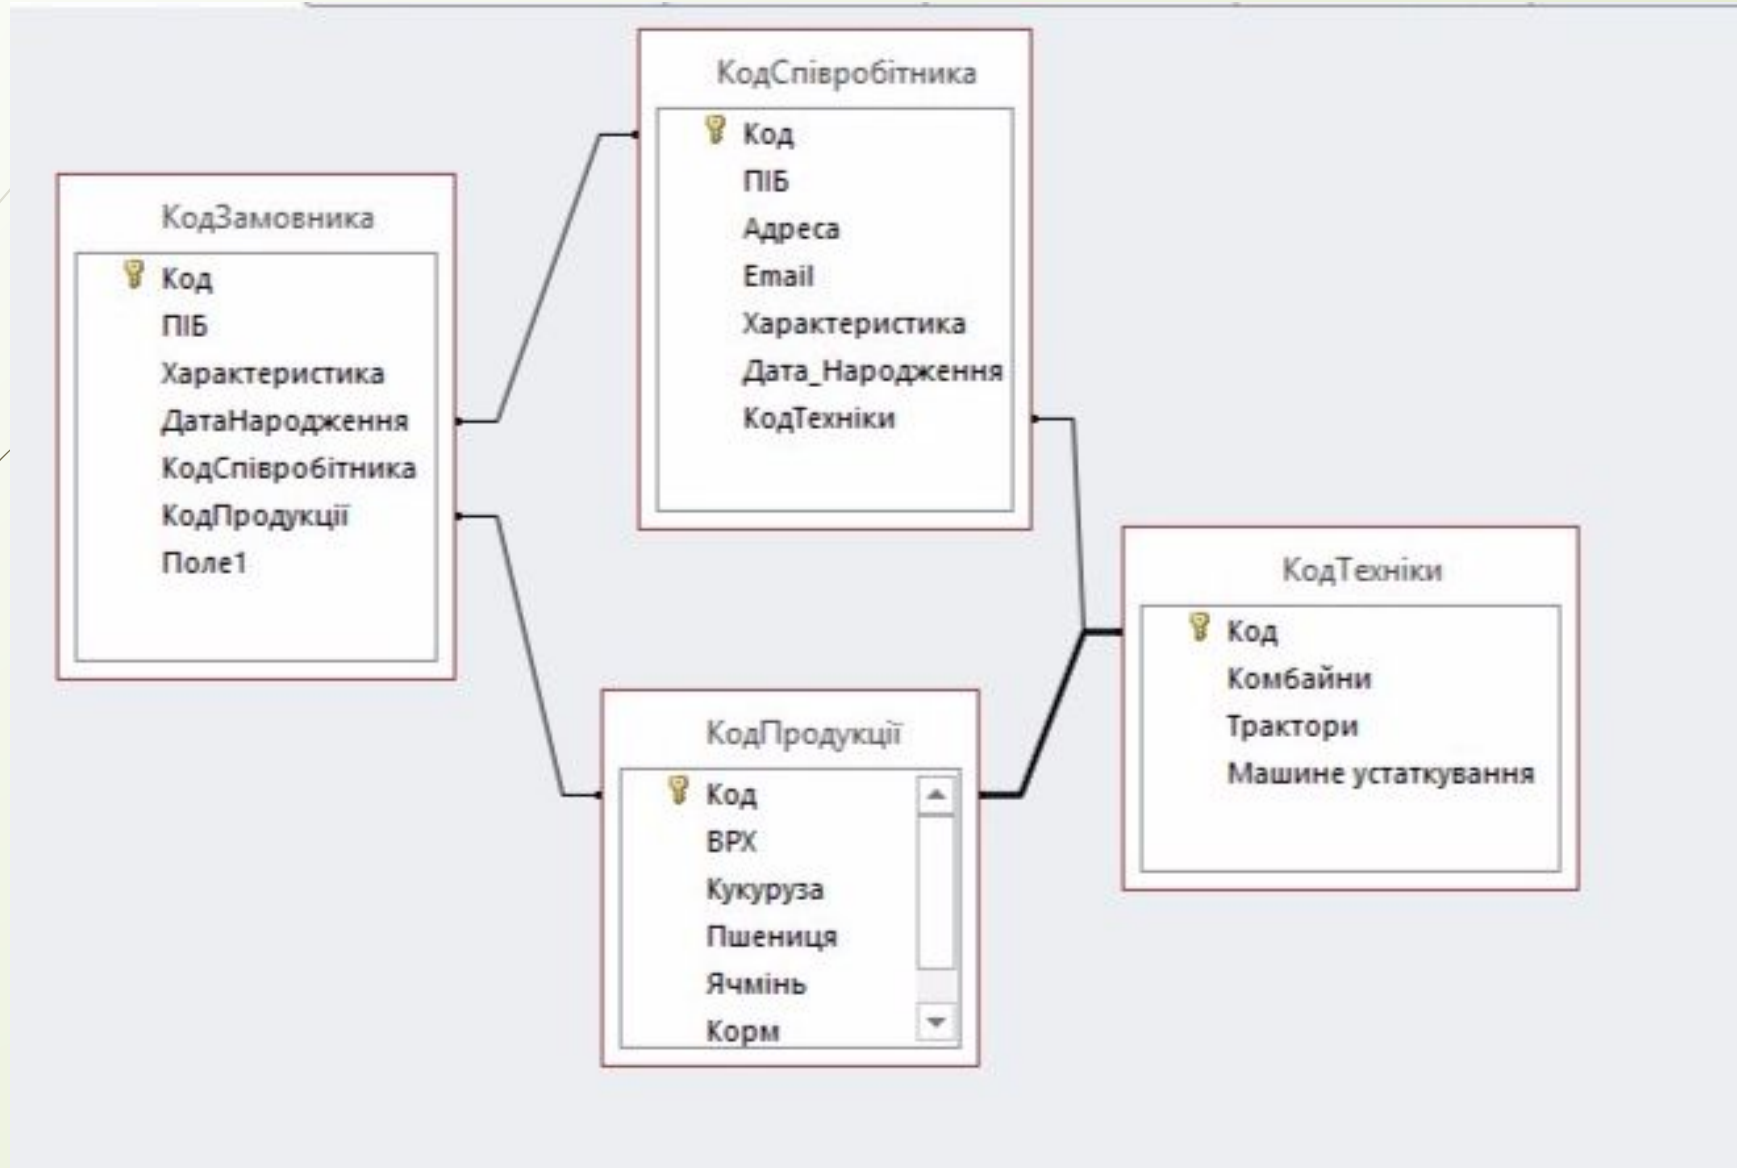 КодЗамовника
Код
ПІБ
Характеристика
ДатаНародження
КодСпівробітника
КодПродукції
Поле1
КодСпівробітника
Код
ПІБ
Адреса
Email
Характеристика
Дата_Народження
КодТехніки
КодПродукції
Код
ВРХ
Кукуруза
Пшениця
Ячмінь
Корм
КодТехніки
Код
Комбайни
Трактори
Машине устаткування